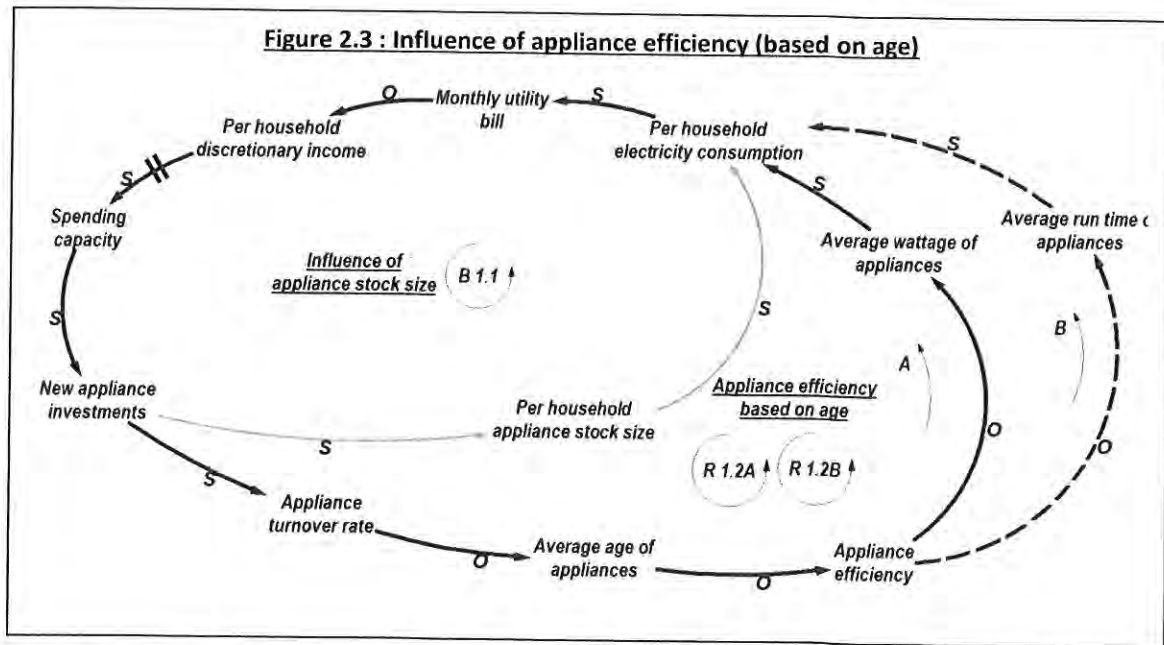 Figure 2.3 : Influence of appliance efficiency (based on age)
O
Monthly utility
bill
S
Per household
discretionary income
Per household
electricity consumption
S
S
S
Spending
capacity
Average run time
appliances
Average wattage of
appliances
Influence of
appliance stock size
B 1.1
S
S
B
A
New appliance
investments
Per household
appliance stock size
Appliance efficiency
based on age
S
O
O
R 1.2A
R 1.2B
S
Appliance
turnover rate
O
Average age of
appliances
O
Appliance
efficiency